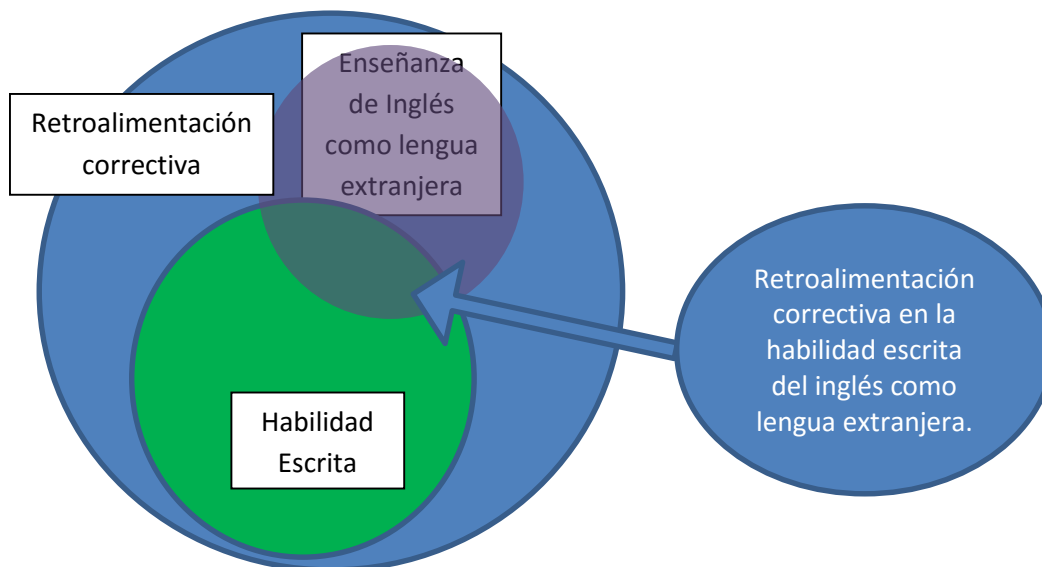 Enseñanza
de Inglés
como lengua
extranjera
Retroalimentación
correctiva
Retroalimentación
correctiva en la
habilidad escrita
del inglés como
lengua extranjera.
Habilidad
Escrita